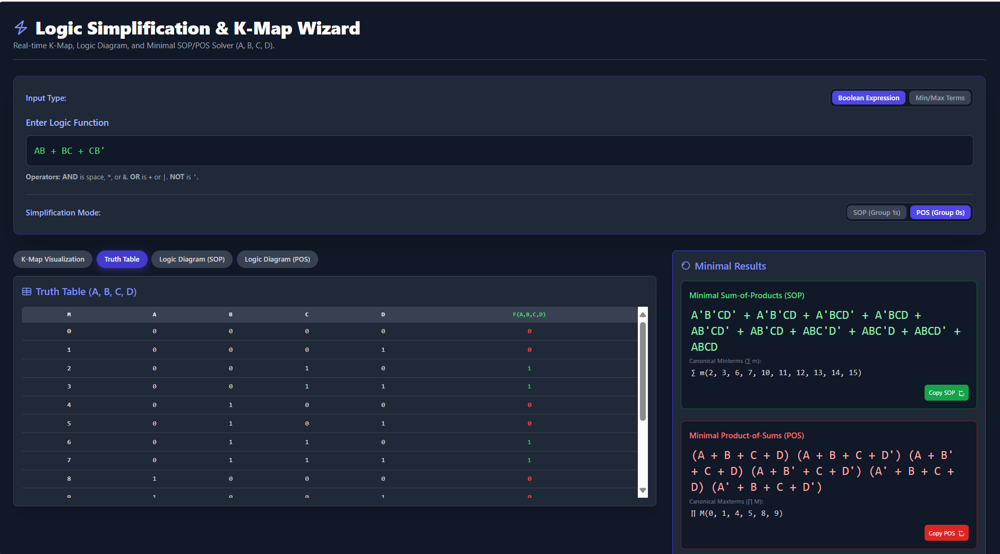 Logic Simplification & K-Map Wizard
Real-time K-Map, Logic Diagram, and Minimal SOP/POS Solver (A, B, C, D).
Input Type:
Boolean Expression
Min/Max Terms
Enter Logic Function
AB + BC + CB'
Operators: AND is space, *, or &. OR is + or |. NOT is '.
Simplification Mode:
SOP (Group 1s)
POS (Group 0s)
K-Map Visualization
Truth Table
Logic Diagram (SOP)
Logic Diagram (POS)
Truth Table (A, B, C, D)
M A B C D F(A,B,C,D)
0 0 0 0 0 0
1 0 0 0 1 0
2 0 0 1 0 1
3 0 0 1 1 1
4 0 1 0 0 0
5 0 1 0 1 0
6 0 1 1 0 1
7 0 1 1 1 1
8 1 0 0 0 0
9 1 0 0 1 0
Minimal Results
Minimal Sum-of-Products (SOP)
A'B'CD' + A'B'CD + A'BCD' + A'BCD +
AB'CD' + AB'CD + ABC'D' + ABC'D + ABCD' +
ABCD
Canonical Minterms (∑ m):
∑ m(2, 3, 6, 7, 10, 11, 12, 13, 14, 15)
Copy SOP
Minimal Product-of-Sums (POS)
(A + B + C + D) (A + B + C + D') (A + B'
+ C + D) (A + B' + C + D') (A' + B + C +
D) (A' + B + C + D')
Canonical Maxterms (∏ M):
∏ M(0, 1, 4, 5, 8, 9)
Copy POS